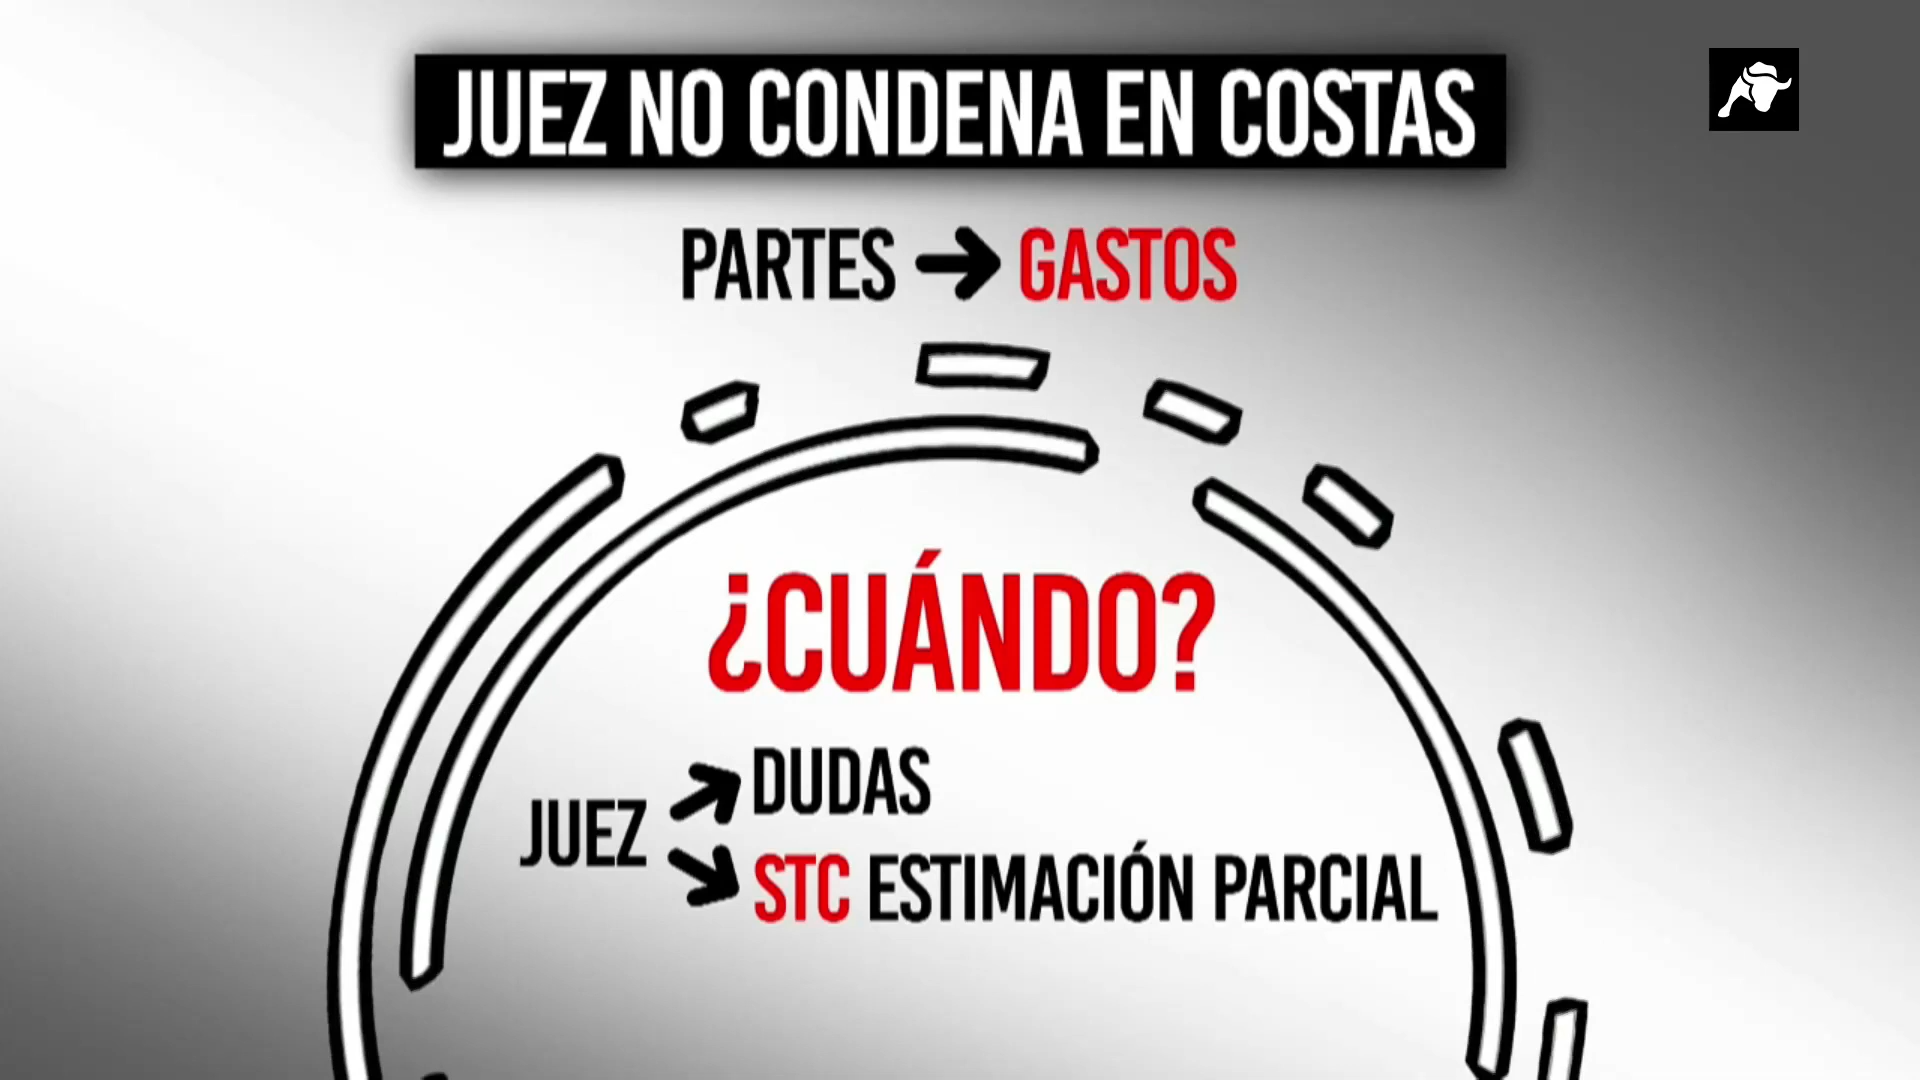 JUEZ NO CONDENA EN COSTAS
PARTES → GASTOS
¿CUÁNDO?
JUEZ
DUDAS
STC ESTIMACIÓN PARCIAL